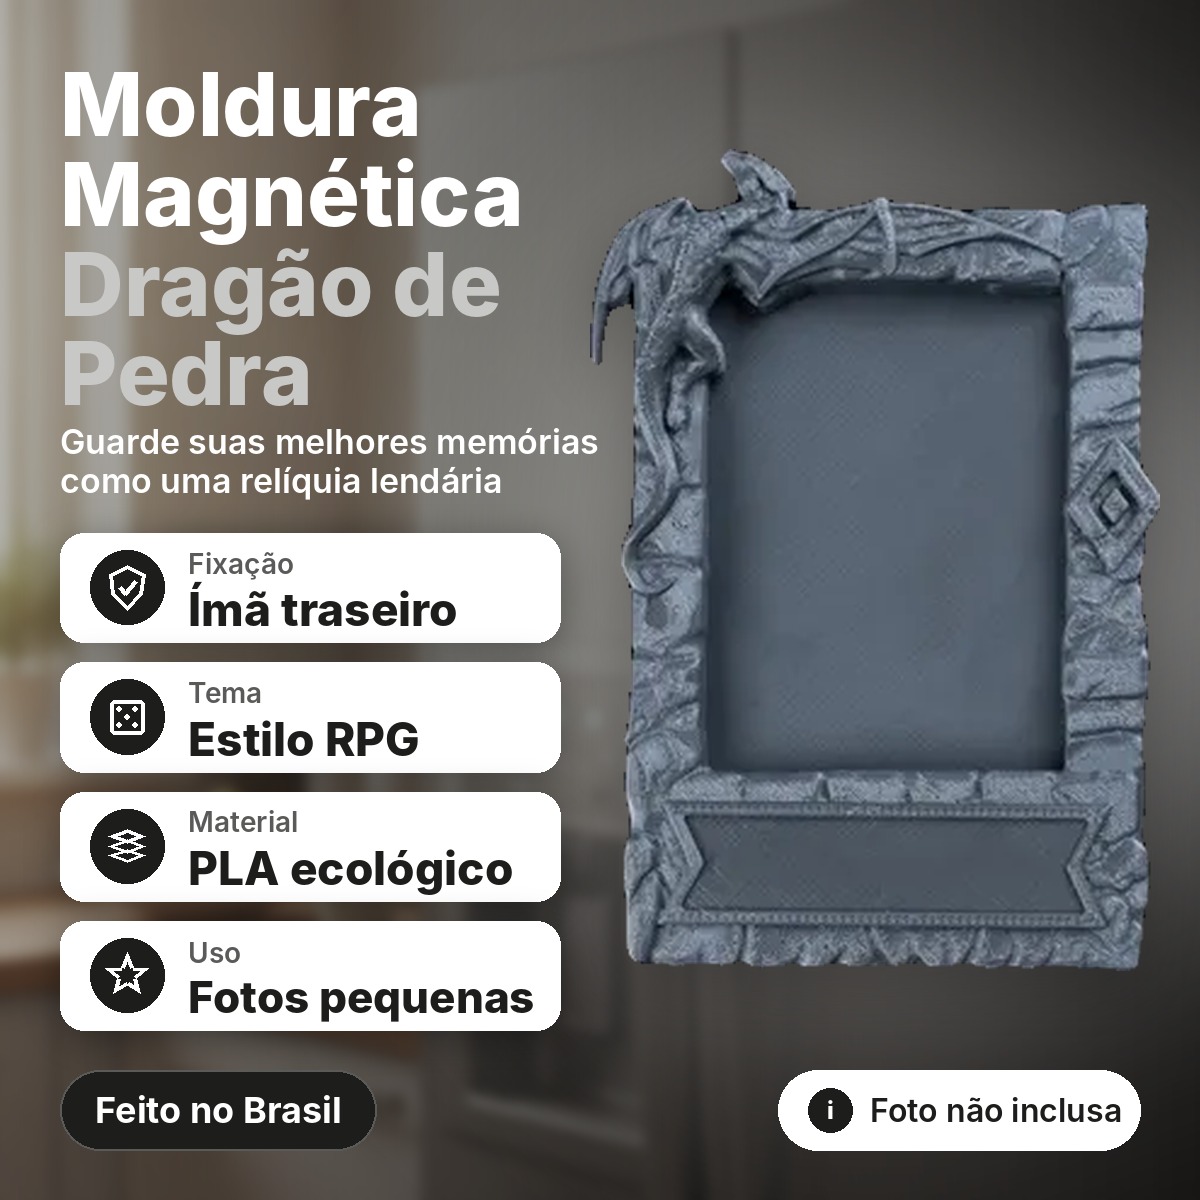 Moldura
Magnética
Dragão de
Pedra
Guarde suas melhores memórias
como uma relíquia lendária
Fixação
Ímã traseiro
Tema
Estilo RPG
Material
PLA ecológico
Uso
Fotos pequenas
Feito no Brasil
i Foto não inclusa